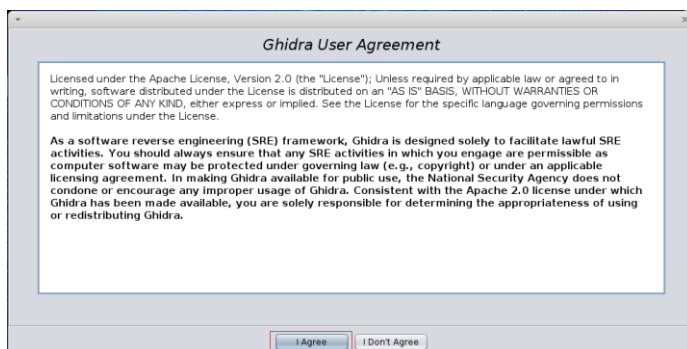 Ghidra User Agreement
Licensed under the Apache License, Version 2.0 (the "License"); Unless required by applicable law or agreed to in
writing, software distributed under the License is distributed on an "AS IS" BASIS, WITHOUT WARRANTIES OR
CONDITIONS OF ANY KIND, either express or implied. See the License for the specific language governing permissions
and limitations under the License.
As a software reverse engineering (SRE) framework, Ghidra is designed solely to facilitate lawful SRE
activities. You should always ensure that any SRE activities in which you engage are permissible as
computer software may be protected under governing law (e.g., copyright) or under an applicable
licensing agreement. In making Ghidra available for public use, the National Security Agency does not
condone or encourage any improper usage of Ghidra. Consistent with the Apache 2.0 license under which
Ghidra has been made available, you are solely responsible for determining the appropriateness of using
or redistributing Ghidra.
I Agree I Don't Agree